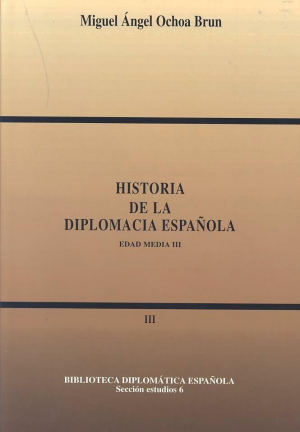 Miguel Ángel Ochoa Brun
HISTORIA
DE LA
DIPLOMACIA ESPAÑOLA
EDAD MEDIA III
III
BIBLIOTECA DIPLOMÁTICA ESPAÑOLA
Sección estudios 6